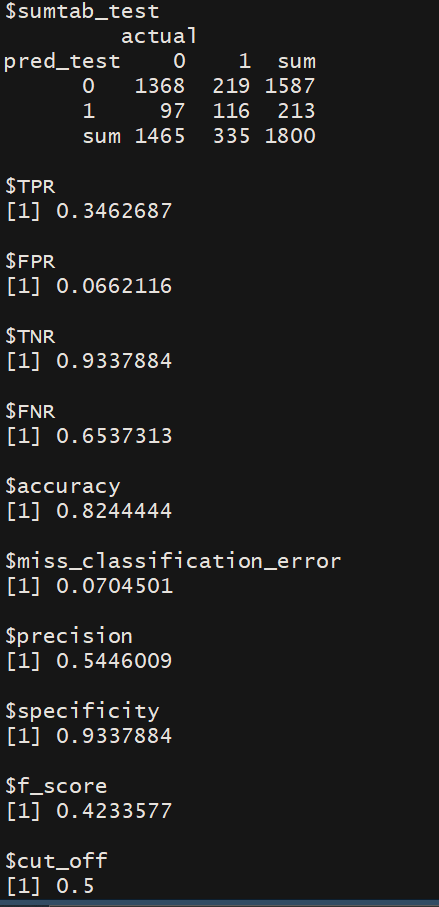 $sumtab_test
         actual
pred_test    0    1  sum
      0   1368  219 1587
      1     97  116  213
      sum 1465  335 1800
$TPR
[1] 0.3462687
$FPR
[1] 0.0662116
$TNR
[1] 0.9337884
$FNR
[1] 0.6537313
$accuracy
[1] 0.8244444
$miss_classification_error
[1] 0.0704501
$precision
[1] 0.5446009
$specificity
[1] 0.9337884
$f_score
[1] 0.4233577
$cut_off
[1] 0.5